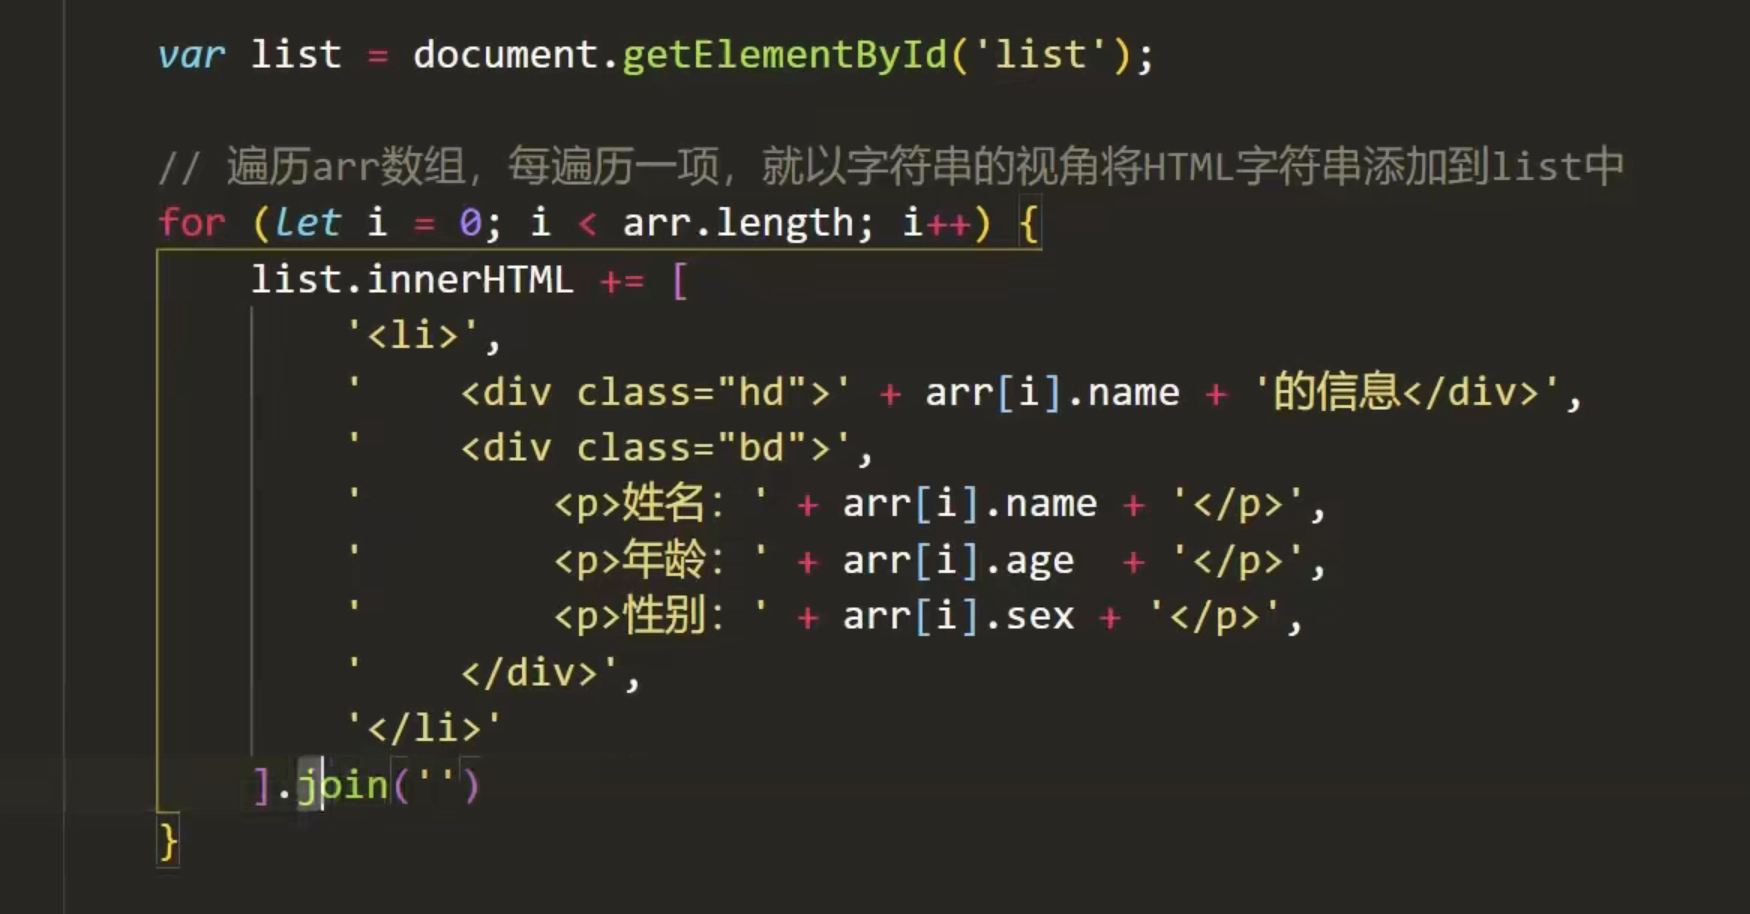 var list = document.getElementById('list');
// 遍历arr数组，每遍历一项，就以字符串的视角将HTML字符串添加到list中
for (let i = 0; i < arr.length; i++) {
    list.innerHTML += [
        '<li>',
        '    <div class="hd">' + arr[i].name + '的信息</div>',
        '    <div class="bd">',
        '        <p>姓名：' + arr[i].name + '</p>',
        '        <p>年龄：' + arr[i].age  + '</p>',
        '        <p>性别：' + arr[i].sex + '</p>',
        '    </div>',
        '</li>'
    ].join('')
}